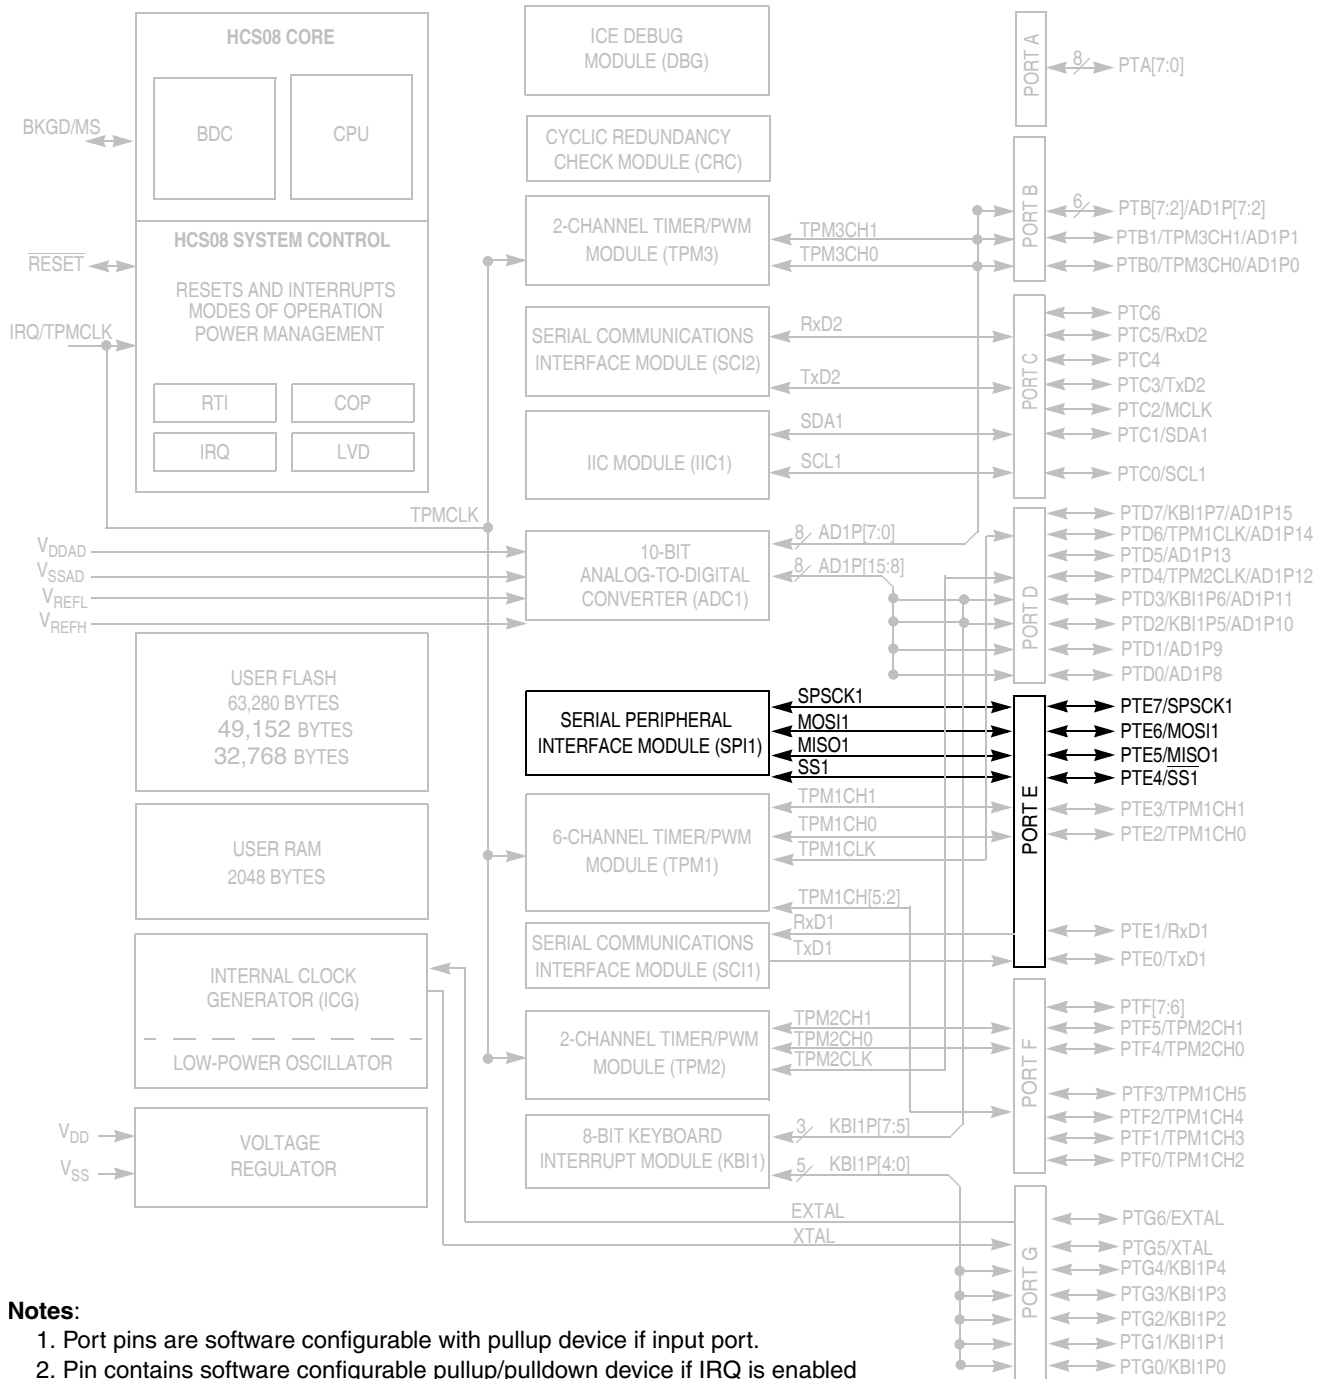 HCS08 CORE
BDC
CPU
BKGD/MS
HCS08 SYSTEM CONTROL
RESET
RESETS AND INTERRUPTS
MODES OF OPERATION
POWER MANAGEMENT
IRQ/TPMCLK
RTI
COP
IRQ
LVD
TPMCLK
VDDAD
VSSAD
VREFL
VREFH
USER FLASH
63,280 BYTES
49,152 BYTES
32,768 BYTES
USER RAM
2048 BYTES
INTERNAL CLOCK
GENERATOR (ICG)
LOW-POWER OSCILLATOR
VDD
VSS
VOLTAGE
REGULATOR
ICE DEBUG
MODULE (DBG)
CYCLIC REDUNDANCY
CHECK MODULE (CRC)
2-CHANNEL TIMER/PWM
MODULE (TPM3)
TPM3CH1
TPM3CH0
SERIAL COMMUNICATIONS
INTERFACE MODULE (SCI2)
RxD2
TxD2
IIC MODULE (IIC1)
SDA1
SCL1
10-BIT
ANALOG-TO-DIGITAL
CONVERTER (ADC1)
8 AD1P[7:0]
8 AD1P[15:8]
SERIAL PERIPHERAL
INTERFACE MODULE (SPI1)
SPSCK1
MOSI1
MISO1
SS1
6-CHANNEL TIMER/PWM
MODULE (TPM1)
TPM1CH1
TPM1CH0
TPM1CLK
TPM1CH[5:2]
SERIAL COMMUNICATIONS
INTERFACE MODULE (SCI1)
RxD1
TxD1
2-CHANNEL TIMER/PWM
MODULE (TPM2)
TPM2CH1
TPM2CH0
TPM2CLK
8-BIT KEYBOARD
INTERRUPT MODULE (KBI1)
3 KBI1P[7:5]
5 KBI1P[4:0]
EXTAL
XTAL
PORT A
8
PTA[7:0]
PORT B
6
PTB[7:2]/AD1P[7:2]
PTB1/TPM3CH1/AD1P1
PTB0/TPM3CH0/AD1P0
PORT C
PTC6
PTC5/RxD2
PTC4
PTC3/TxD2
PTC2/MCLK
PTC1/SDA1
PTC0/SCL1
PORT D
PTD7/KBI1P7/AD1P15
PTD6/TPM1CLK/AD1P14
PTD5/AD1P13
PTD4/TPM2CLK/AD1P12
PTD3/KBI1P6/AD1P11
PTD2/KBI1P5/AD1P10
PTD1/AD1P9
PTD0/AD1P8
PORT E
PTE7/SPSCK1
PTE6/MOSI1
PTE5/MISO1
PTE4/SS1
PTE3/TPM1CH1
PTE2/TPM1CH0
PTE1/RxD1
PTE0/TxD1
PORT F
PTF[7:6]
PTF5/TPM2CH1
PTF4/TPM2CH0
PTF3/TPM1CH5
PTF2/TPM1CH4
PTF1/TPM1CH3
PTF0/TPM1CH2
PORT G
PTG6/EXTAL
PTG5/XTAL
PTG4/KBI1P4
PTG3/KBI1P3
PTG2/KBI1P2
PTG1/KBI1P1
PTG0/KBI1P0
Notes:
1. Port pins are software configurable with pullup device if input port.
2. Pin contains software configurable pullup/pulldown device if IRQ is enabled